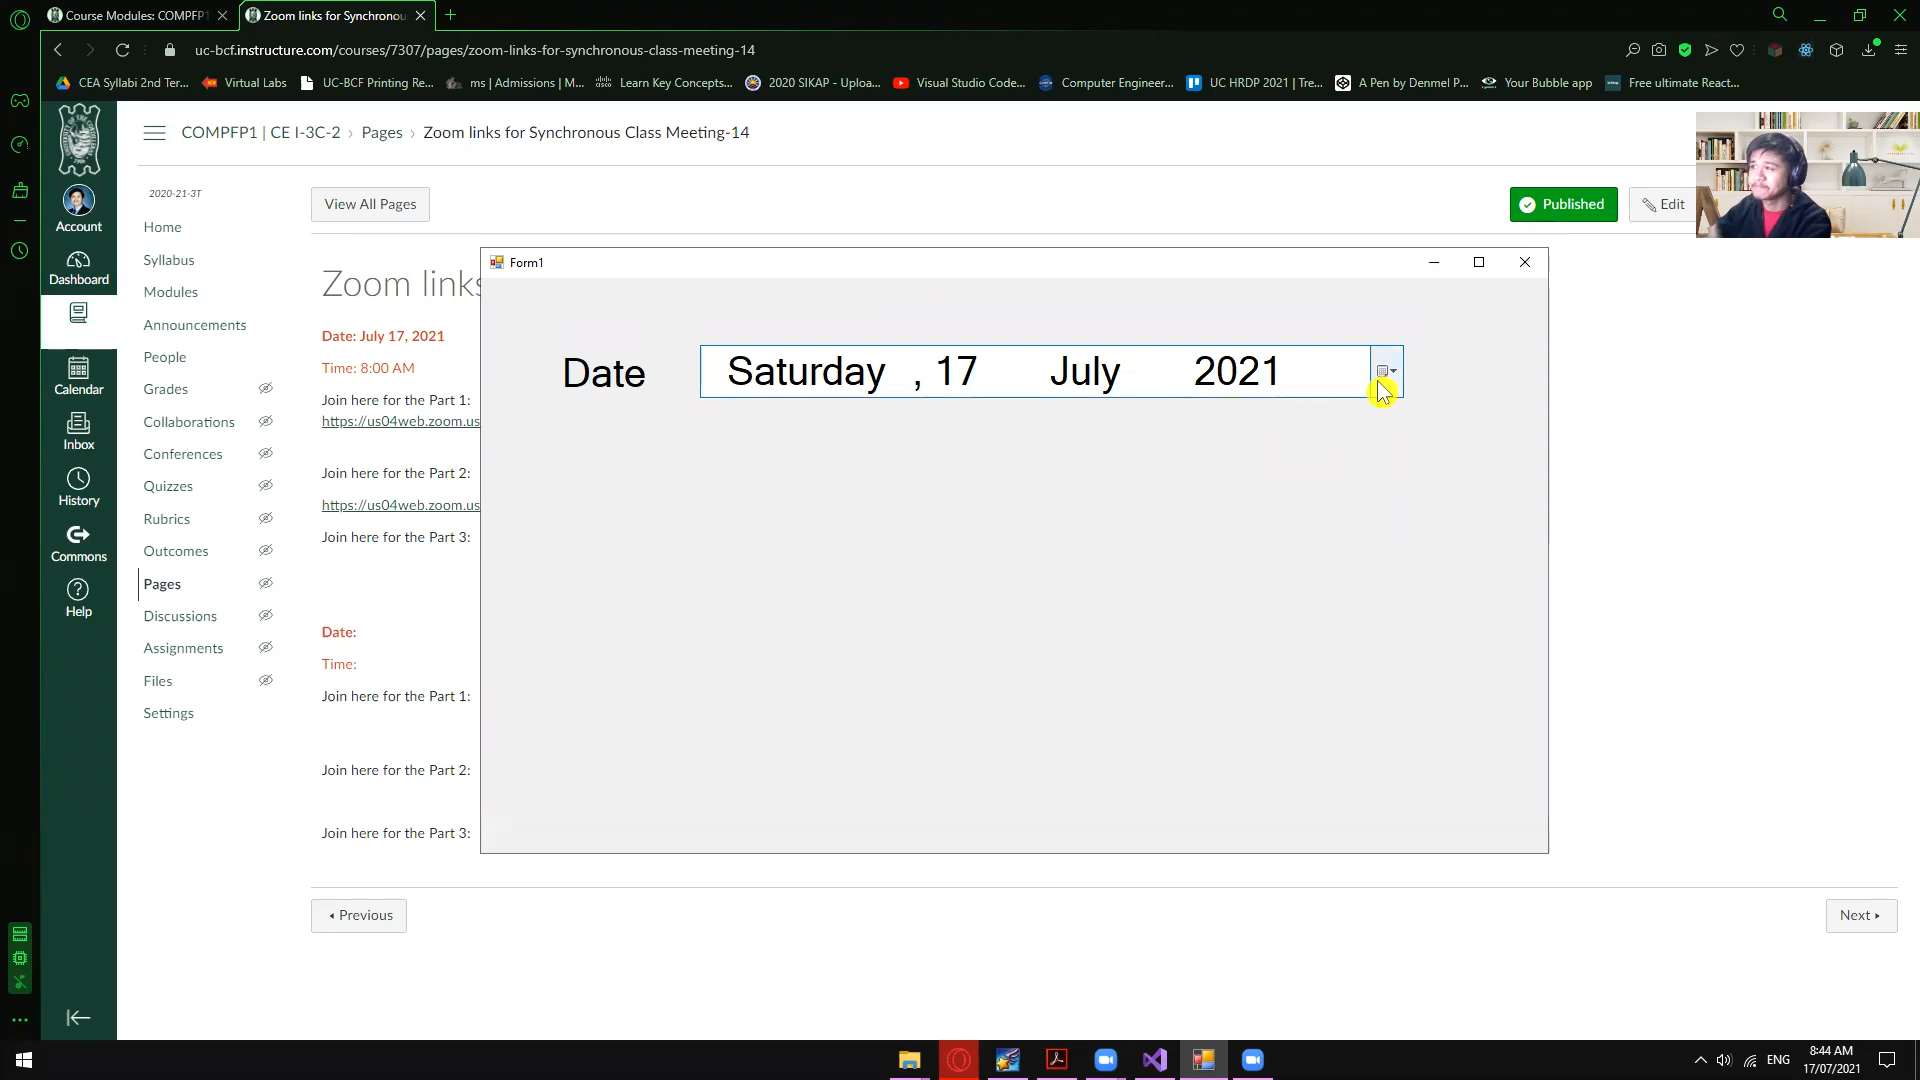 Course Modules: COMPFP1
Zoom links for Synchronou
uc-bcf.instructure.com/courses/7307/pages/zoom-links-for-synchronous-class-meeting-14
CEA Syllabi 2nd Ter...
Virtual Labs
UC-BCF Printing Re...
ms | Admissions | M...
Learn Key Concepts...
2020 SIKAP - Uploa...
Visual Studio Code...
Computer Engineer...
UC HRDP 2021 | Tre...
A Pen by Denmel P...
Your Bubble app
Free ultimate React...
COMPFP1 | CE I-3C-2 › Pages › Zoom links for Synchronous Class Meeting-14
Account
Dashboard
Calendar
Inbox
History
Commons
Help
2020-21-3T
Home
Syllabus
Modules
Announcements
People
Grades
Collaborations
Conferences
Quizzes
Rubrics
Outcomes
Pages
Discussions
Assignments
Files
Settings
View All Pages
Published
Edit
Zoom links
Date: July 17, 2021
Time: 8:00 AM
Join here for the Part 1:
https://us04web.zoom.us
Join here for the Part 2:
https://us04web.zoom.us
Join here for the Part 3:
Date:
Time:
Join here for the Part 1:
Join here for the Part 2:
Join here for the Part 3:
Form1
Date
Saturday , 17 July 2021
Previous
Next
ENG
8:44 AM
17/07/2021